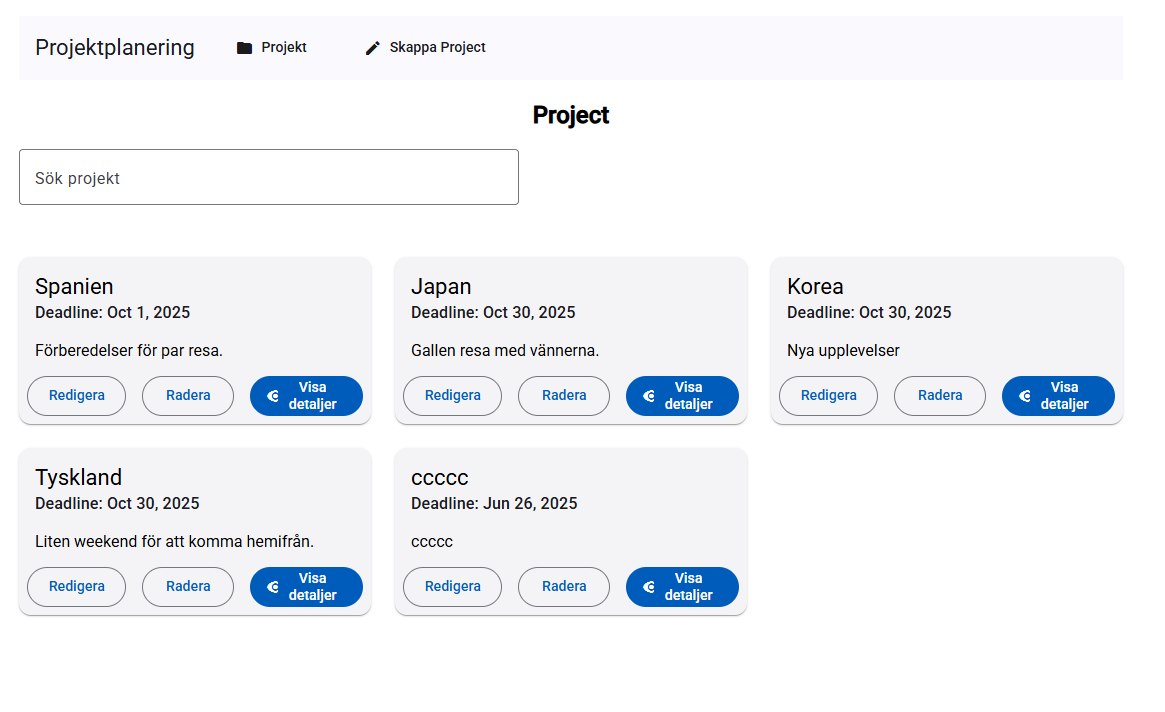 Projektplanering Projekt Skappa Project
Project
Sök projekt
Spanien
Deadline: Oct 1, 2025
Förberedelser för par resa.
Redigera Radera Visa detaljer
Japan
Deadline: Oct 30, 2025
Gallen resa med vännerna.
Redigera Radera Visa detaljer
Korea
Deadline: Oct 30, 2025
Nya upplevelser
Redigera Radera Visa detaljer
Tyskland
Deadline: Oct 30, 2025
Liten weekend för att komma hemifrån.
Redigera Radera Visa detaljer
ccccc
Deadline: Jun 26, 2025
ccccc
Redigera Radera Visa detaljer